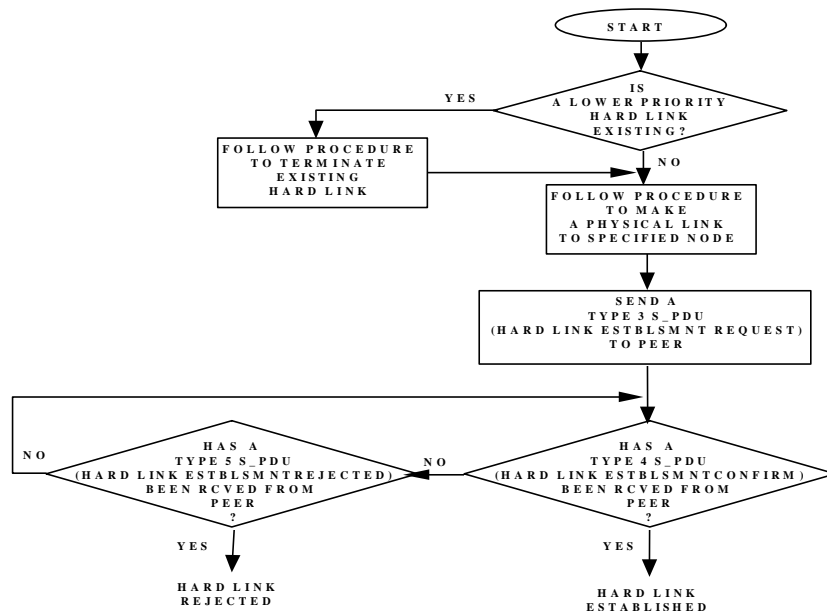 START
IS
A LOWER PRIORITY
HARD LINK
EXISTING?
YES
NO
FOLLOW PROCEDURE
TO TERMINATE
EXISTING
HARD LINK
FOLLOW PROCEDURE
TO MAKE
A PHYSICAL LINK
TO SPECIFIED NODE
SEND A
TYPE 3 S_PDU
(HARD LINK ESTBLSMNT REQUEST)
TO PEER
HAS A
TYPE 4 S_PDU
(HARD LINK ESTBLSMNTCONFIRM)
BEEN RCVED FROM
PEER
?
NO
YES
HARD LINK
ESTABLISHED
HAS A
TYPE 5 S_PDU
(HARD LINK ESTBLSMNTREJECTED)
BEEN RCVED FROM
PEER
?
NO
YES
HARD LINK
REJECTED